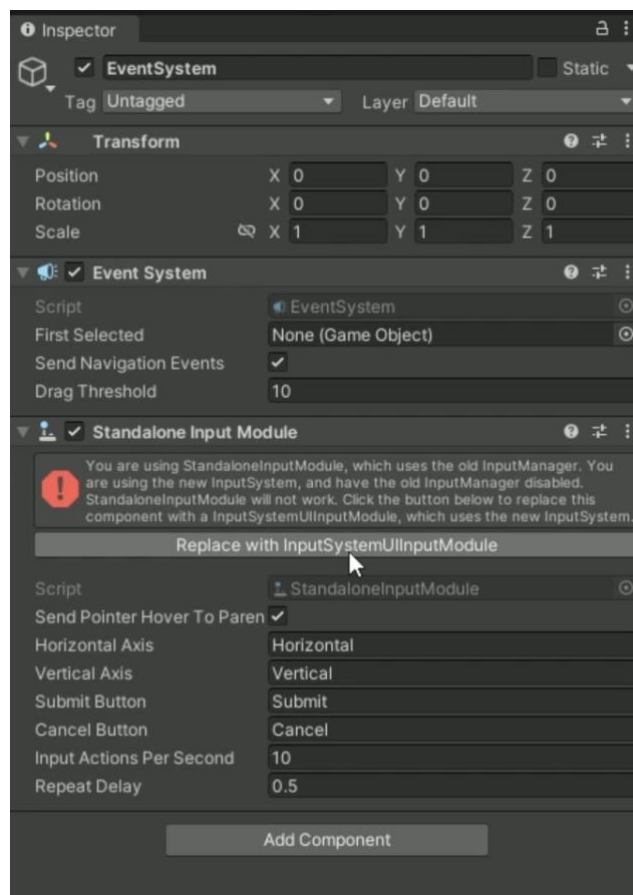 Inspector
EventSystem Static
Tag Untagged Layer Default
Transform
Position X 0 Y 0 Z 0
Rotation X 0 Y 0 Z 0
Scale X 1 Y 1 Z 1
Event System
Script EventSystem
First Selected None (Game Object)
Send Navigation Events
Drag Threshold 10
Standalone Input Module
You are using StandaloneInputModule, which uses the old InputManager. You
are using the new InputSystem, and have the old InputManager disabled.
StandaloneInputModule will not work. Click the button below to replace this
component with a InputSystemUIInputModule, which uses the new InputSystem.
Replace with InputSystemUIInputModule
Script StandaloneInputModule
Send Pointer Hover To Paren
Horizontal Axis Horizontal
Vertical Axis Vertical
Submit Button Submit
Cancel Button Cancel
Input Actions Per Second 10
Repeat Delay 0.5
Add Component